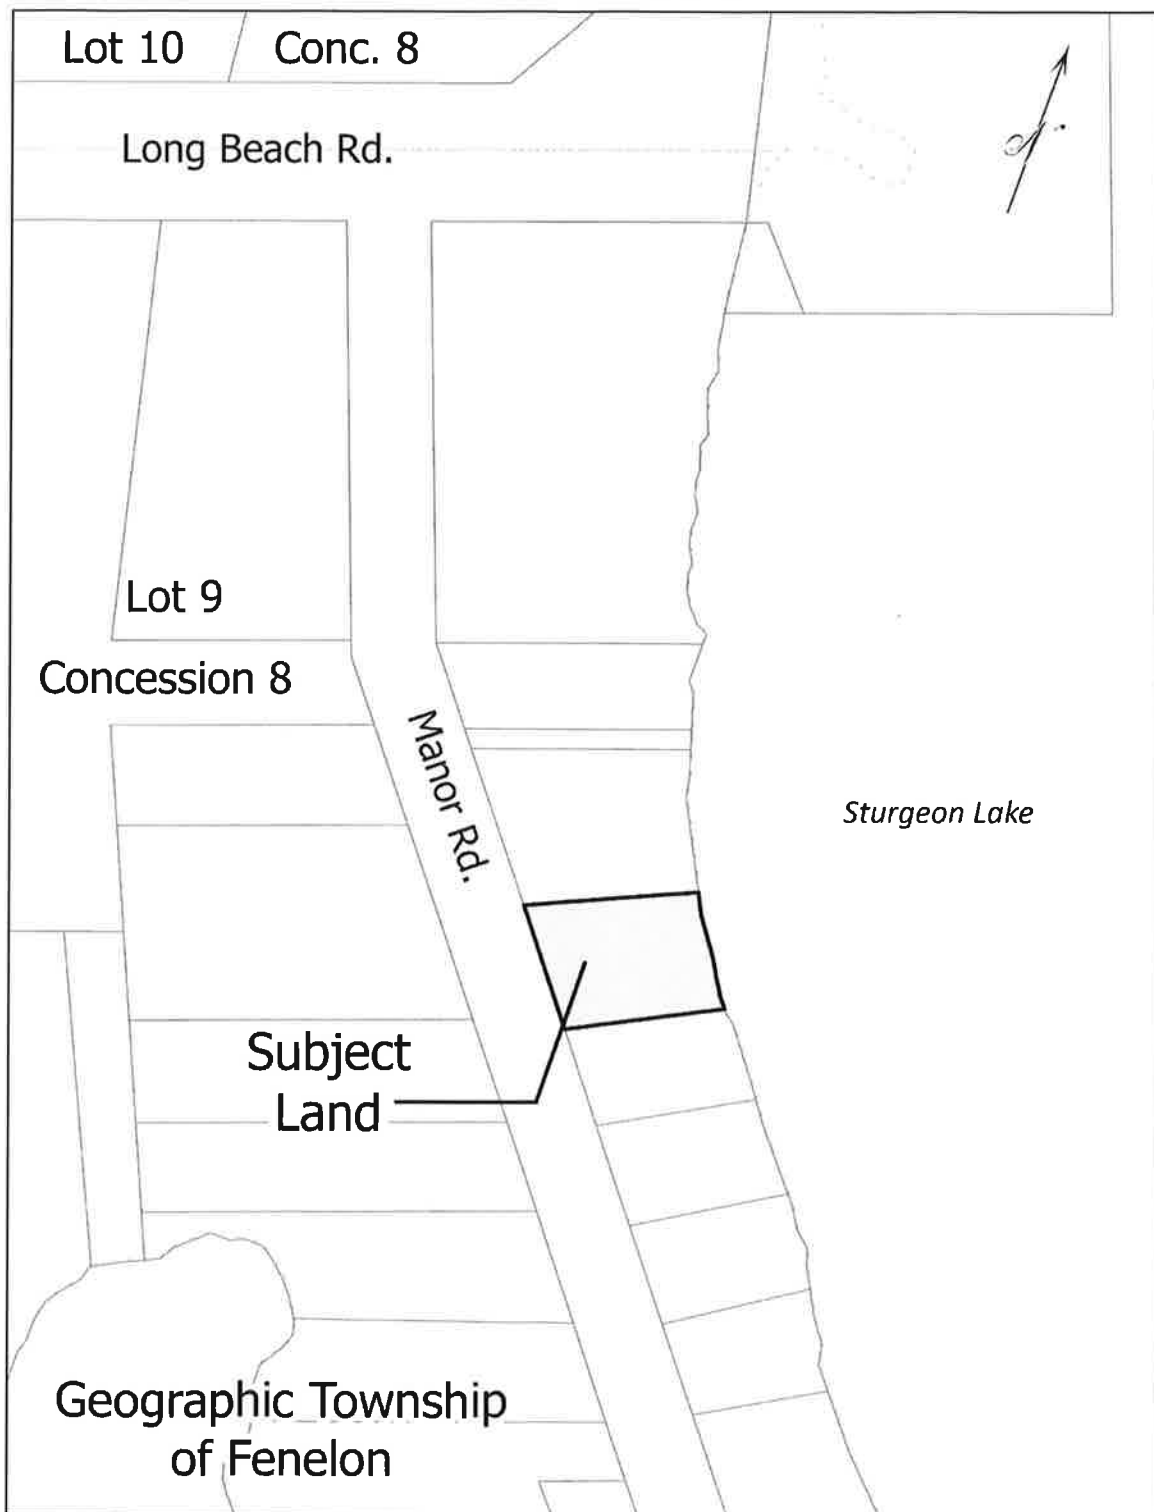 Lot 10
Conc. 8
Long Beach Rd.
Lot 9
Concession 8
Manor Rd.
Sturgeon Lake
Subject
Land
Geographic Township
of Fenelon